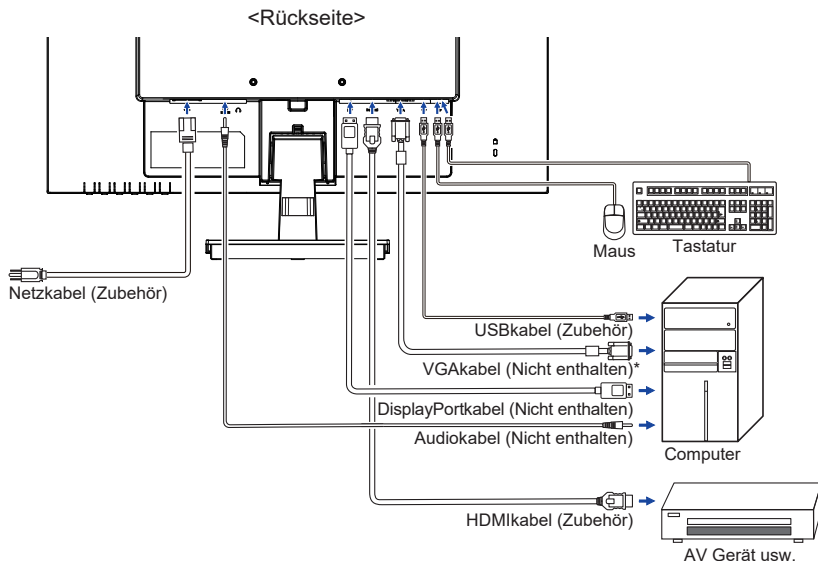 <Rückseite>
Maus
Tastatur
Netzkabel (Zubehör)
USBkabel (Zubehör)
VGAkabel (Nicht enthalten)*
DisplayPortkabel (Nicht enthalten)
Audiokabel (Nicht enthalten)
Computer
HDMIkabel (Zubehör)
AV Gerät usw.